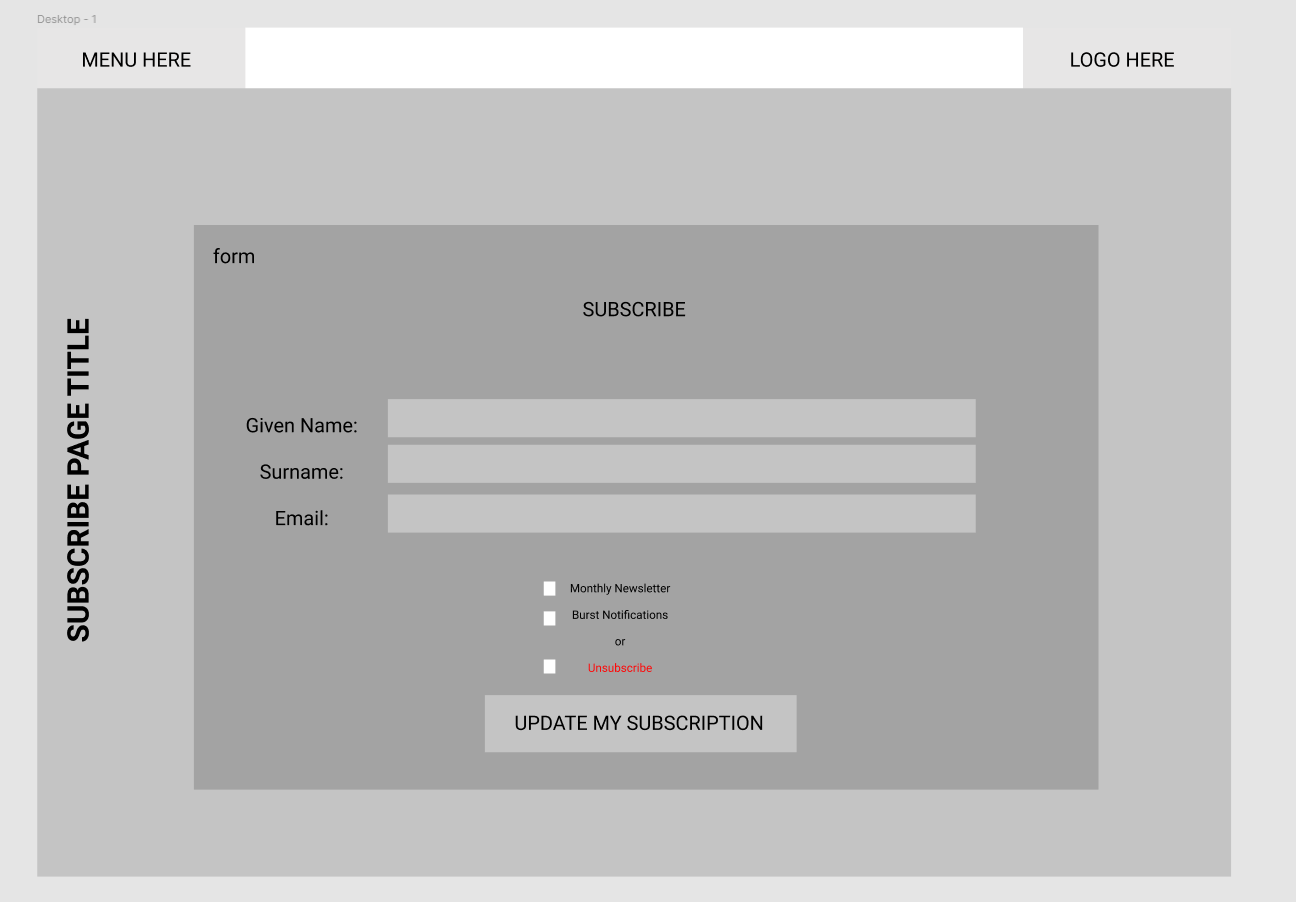 Desktop - 1
MENU HERE
LOGO HERE
SUBSCRIBE PAGE TITLE
form
SUBSCRIBE
Given Name:
Surname:
Email:
Monthly Newsletter
Burst Notifications
or
Unsubscribe
UPDATE MY SUBSCRIPTION